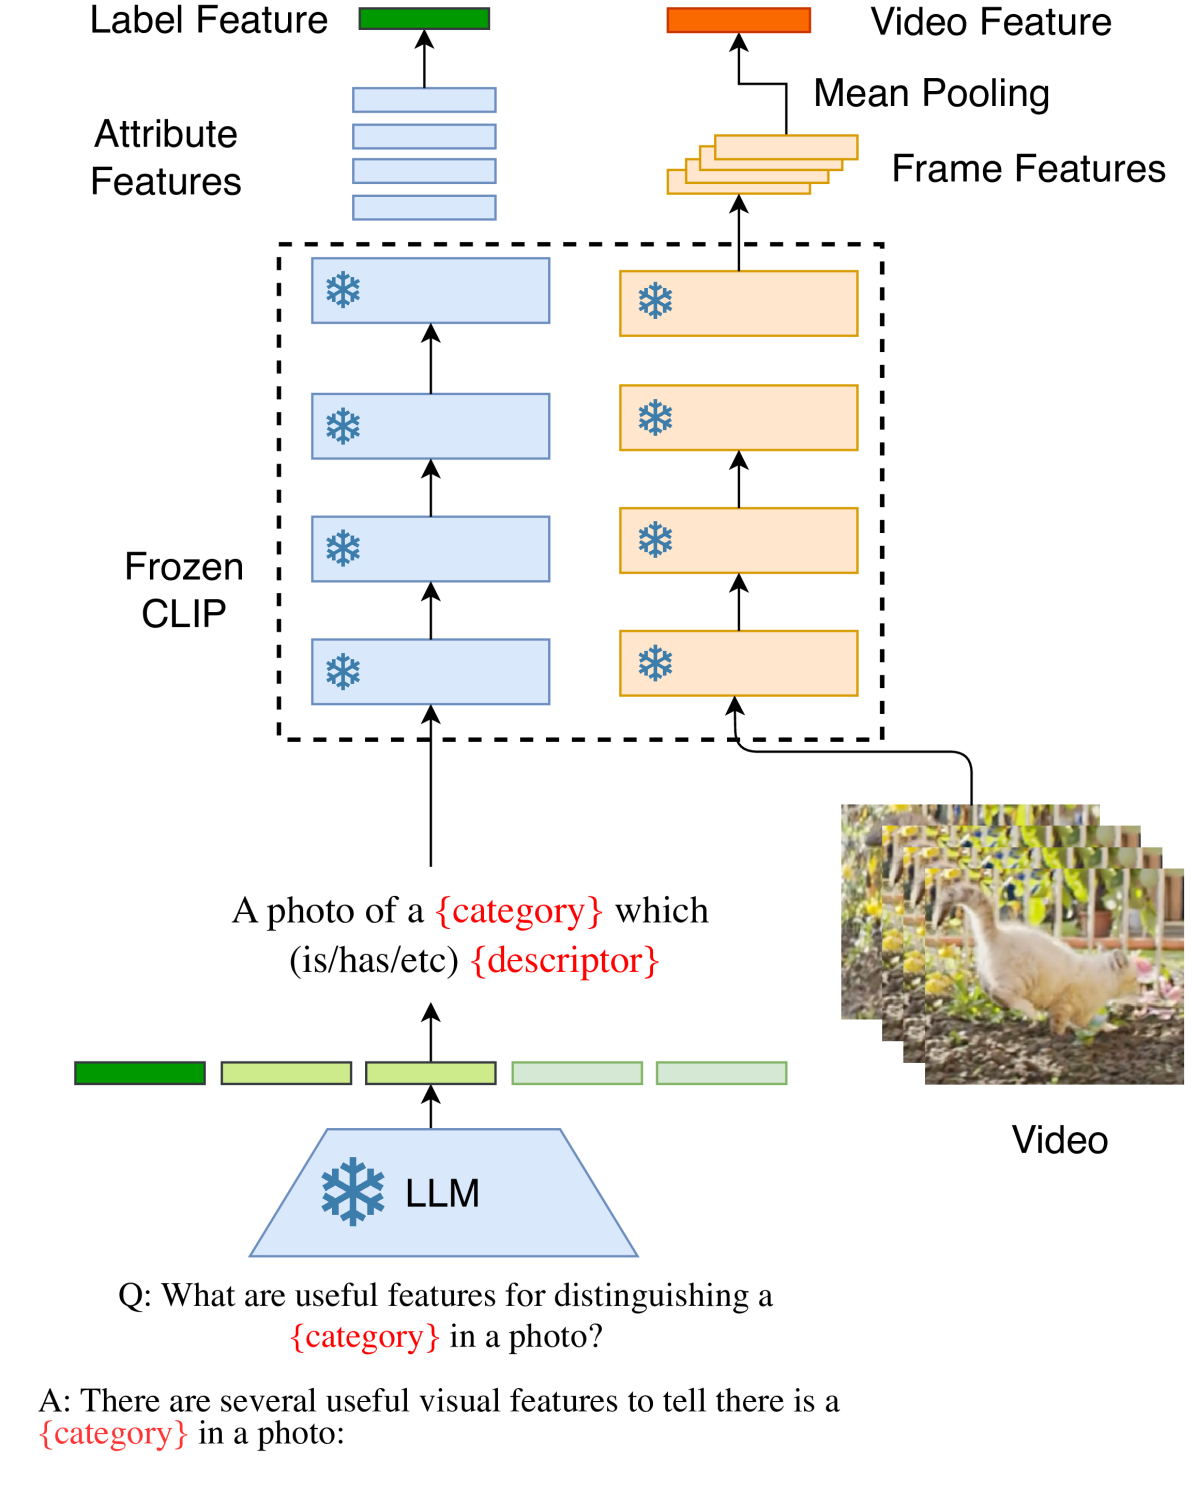 Label Feature
Video Feature
Mean Pooling
Attribute
Features
Frame Features
Frozen
CLIP
A photo of a {category} which
(is/has/etc) {descriptor}
Video
LLM
Q: What are useful features for distinguishing a
{category} in a photo?
A: There are several useful visual features to tell there is a
{category} in a photo: